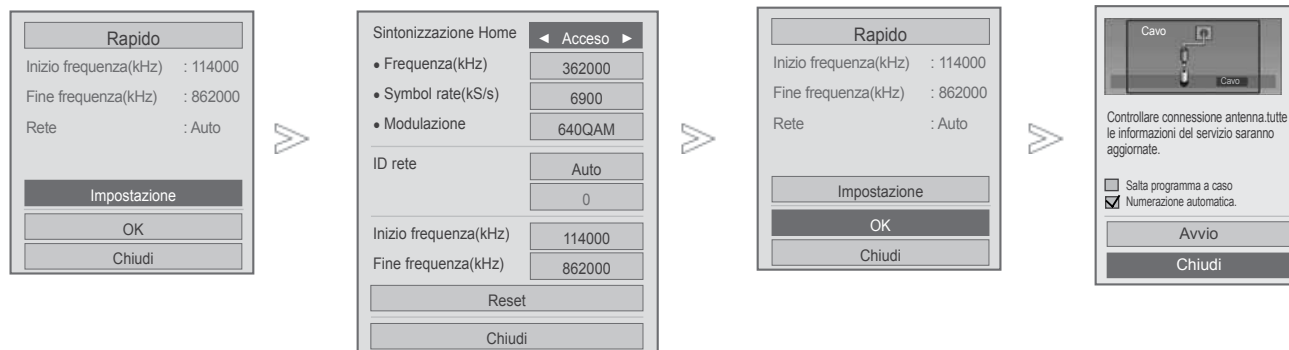 Rapido
Inizio frequenza(kHz) : 114000
Fine frequenza(kHz) : 862000
Rete : Auto
Impostazione
OK
Chiudi
Sintonizzazione Home ◄ Acceso ►
• Frequenza(kHz) 362000
• Symbol rate(kS/s) 6900
• Modulazione 640QAM
ID rete Auto
0
Inizio frequenza(kHz) 114000
Fine frequenza(kHz) 862000
Reset
Chiudi
Rapido
Inizio frequenza(kHz) : 114000
Fine frequenza(kHz) : 862000
Rete : Auto
Impostazione
OK
Chiudi
Cavo
Cavo
Controllare connessione antenna.tutte
le informazioni del servizio saranno
aggiornate.
Salta programma a caso
Numerazione automatica.
Avvio
Chiudi